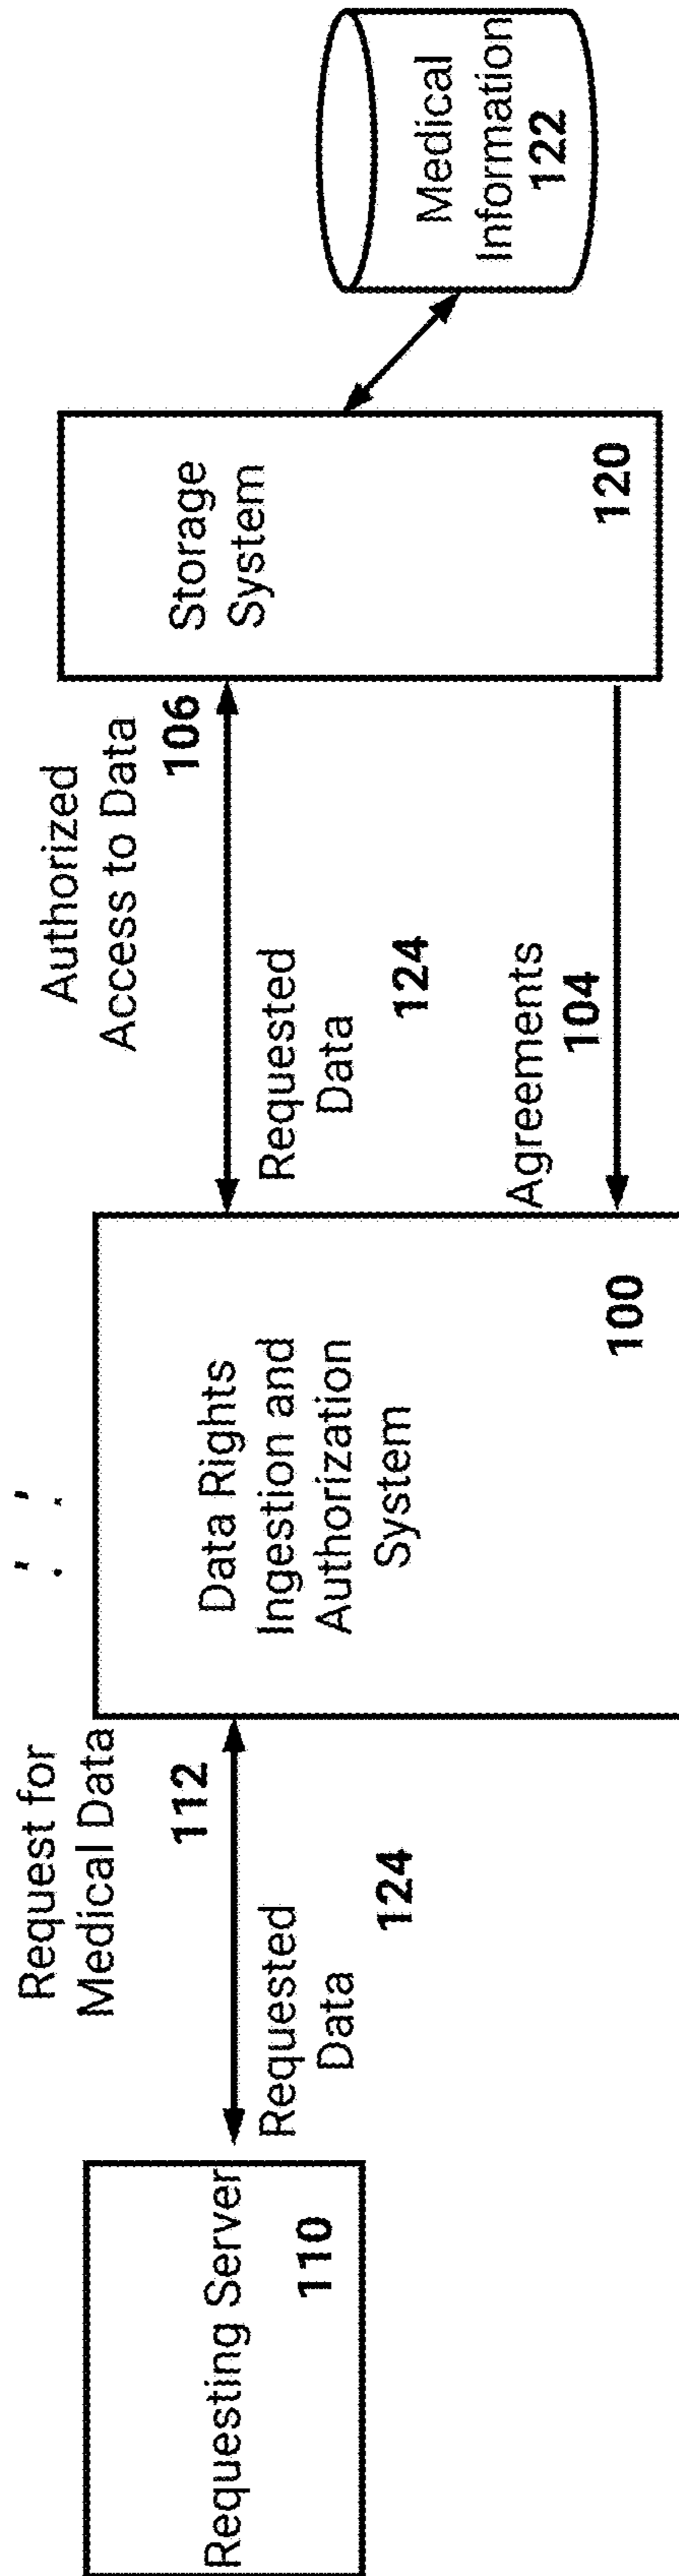 Requesting Server
110
Request for
Medical Data
112
Requested
Data
124
Data Rights
Ingestion and
Authorization
System
100
Authorized
Access to Data
106
Requested
Data
124
Agreements
104
Storage
System
120
Medical
Information
122